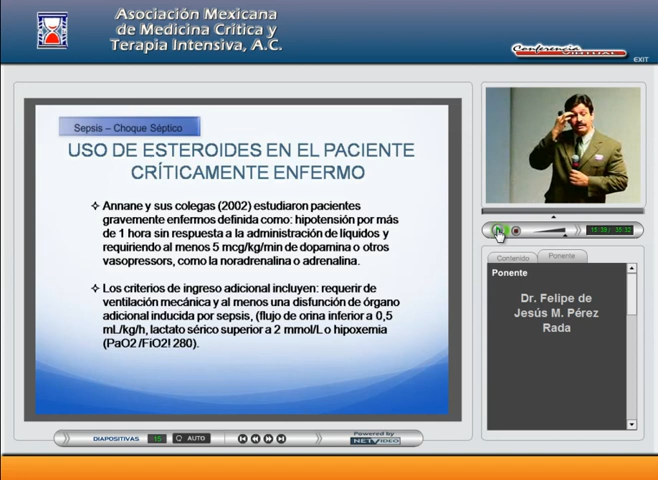 Asociación Mexicana
de Medicina Crítica y
Terapia Intensiva, A.C.
Conferencia
EXIT
Sepsis – Choque Séptico
USO DE ESTEROIDES EN EL PACIENTE
CRÍTICAMENTE ENFERMO
Annane y sus colegas (2002) estudiaron pacientes
gravemente enfermos definida como: hipotensión por más
de 1 hora sin respuesta a la administración de líquidos y
requiriendo al menos 5 mcg/kg/min de dopamina o otros
vasopresores, como la noradrenalina o adrenalina.
Los criterios de ingreso adicional incluyen: requerir de
ventilación mecánica y al menos una disfunción de órgano
adicional inducida por sepsis, (flujo de orina inferior a 0,5
mL/kg/h, lactato sérico superior a 2 mmol/L o hipoxemia
(PaO2 /FiO2! 280).
Contenido
Ponente
Ponente
Dr. Felipe de
Jesús M. Pérez
Rada
DIAPOSITIVAS
15
AUTO
Powered by
NETVIDEO